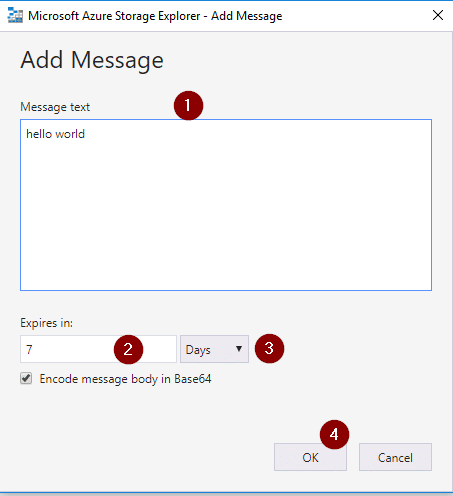 Microsoft Azure Storage Explorer - Add Message
Add Message
Message text 1
hello world
Expires in:
7 2 Days 3
Encode message body in Base64
4
OK Cancel